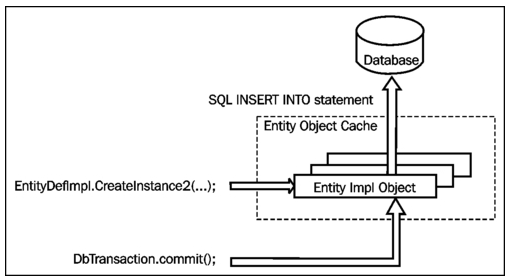 Database
SQL INSERT INTO statement
Entity Object Cache
EntityDefImpl.CreateInstance2(...);
Entity Impl Object
DbTransaction.commit();